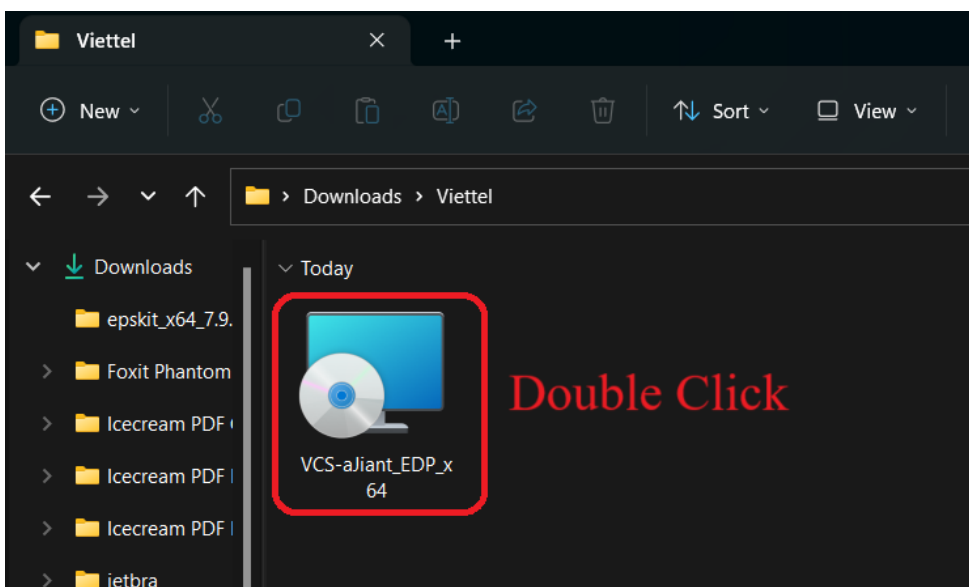 Viettel
New
Sort
View
Downloads > Viettel
Downloads
Today
epskit_x64_7.9.
Foxit Phantom
Icecream PDF
Icecream PDF
Icecream PDF
jetbra
VCS-aJiant_EDP_x
64
Double Click